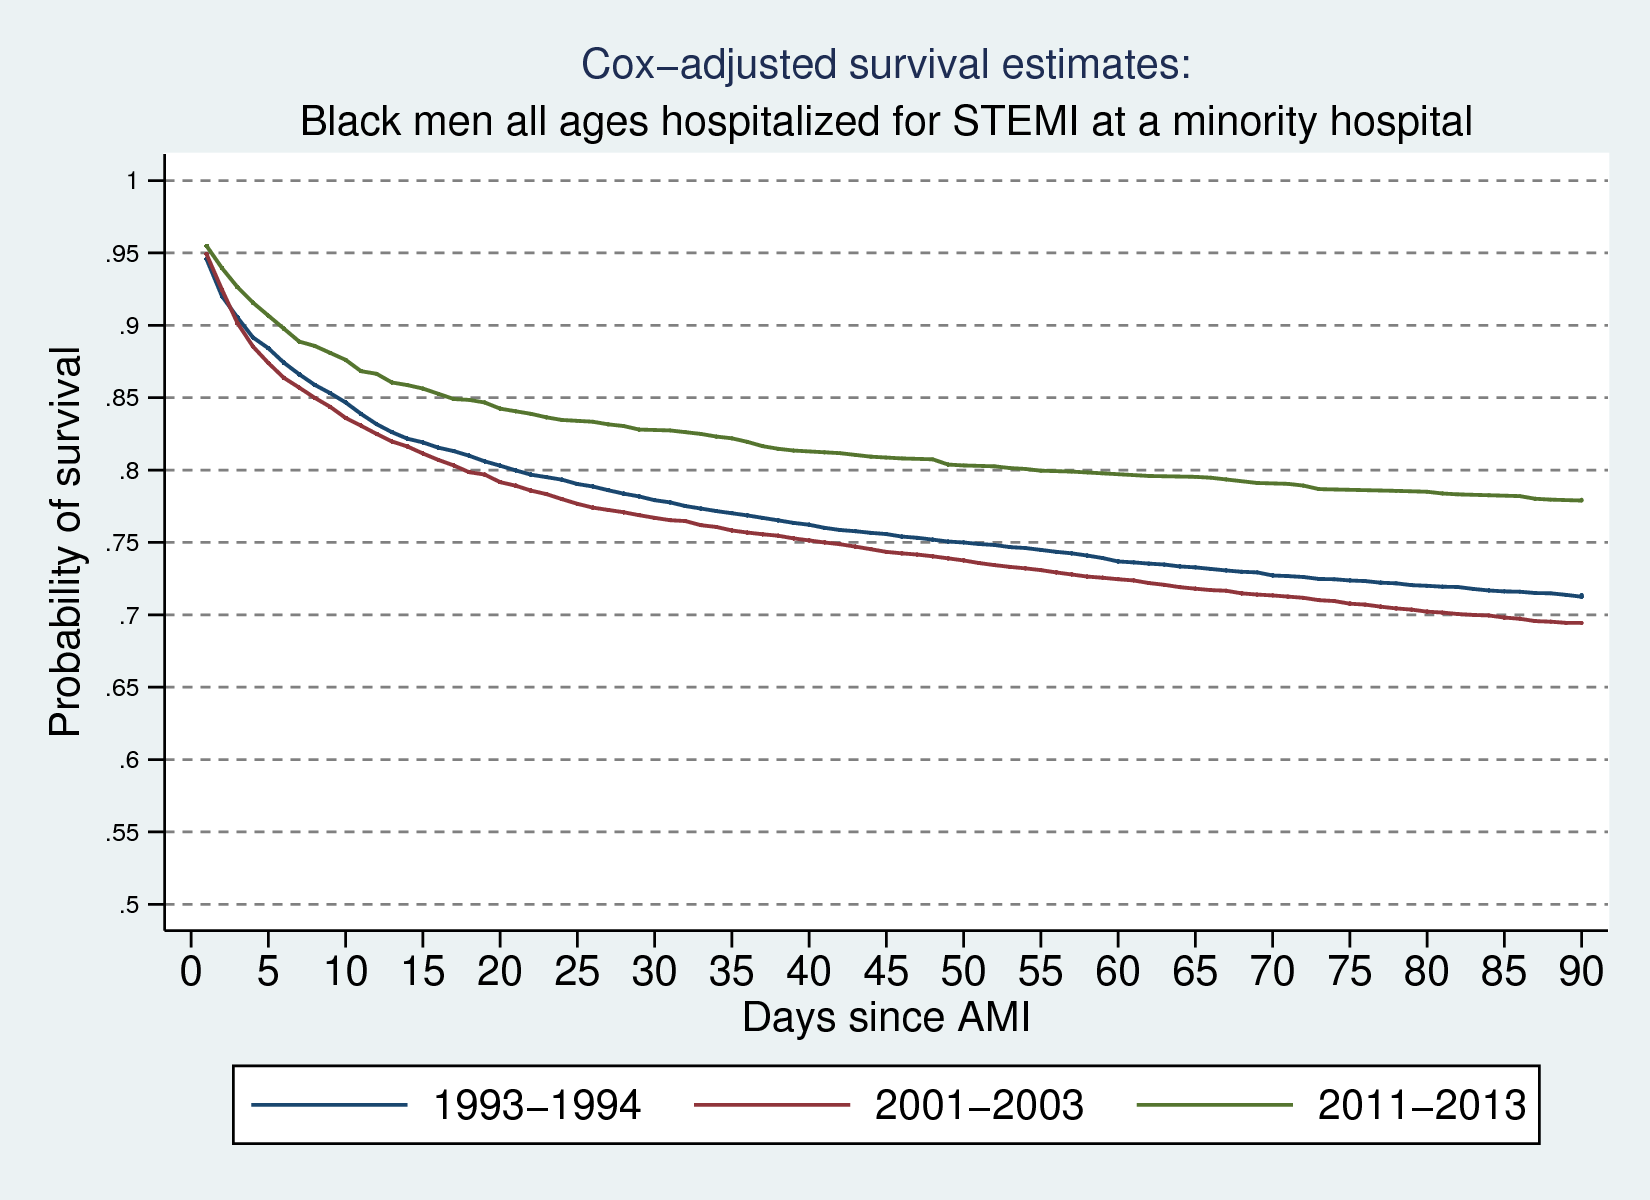 Cox–adjusted survival estimates:
Black men all ages hospitalized for STEMI at a minority hospital
Probability of survival
1
.95
.9
.85
.8
.75
.7
.65
.6
.55
.5
0 5 10 15 20 25 30 35 40 45 50 55 60 65 70 75 80 85 90
Days since AMI
1993–1994 2001–2003 2011–2013